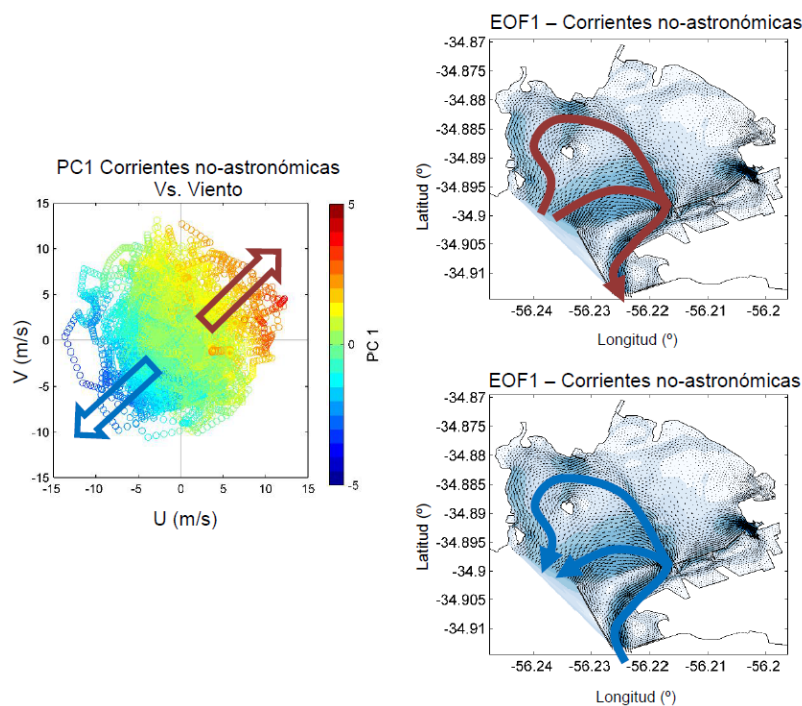 EOF1 – Corrientes no-astronómicas
-34.87
-34.875
-34.88
-34.885
-34.89
-34.895
-34.9
-34.905
-34.91
Latitud (º)
-56.24 -56.23 -56.22 -56.21 -56.2
Longitud (º)
PC1 Corrientes no-astronómicas
Vs. Viento
15
10
5
0
-5
-10
-15
V (m/s)
-15 -10 -5 0 5 10 15
U (m/s)
5
0
-5
PC 1
EOF1 – Corrientes no-astronómicas
-34.87
-34.875
-34.88
-34.885
-34.89
-34.895
-34.9
-34.905
-34.91
Latitud (º)
-56.24 -56.23 -56.22 -56.21 -56.2
Longitud (º)